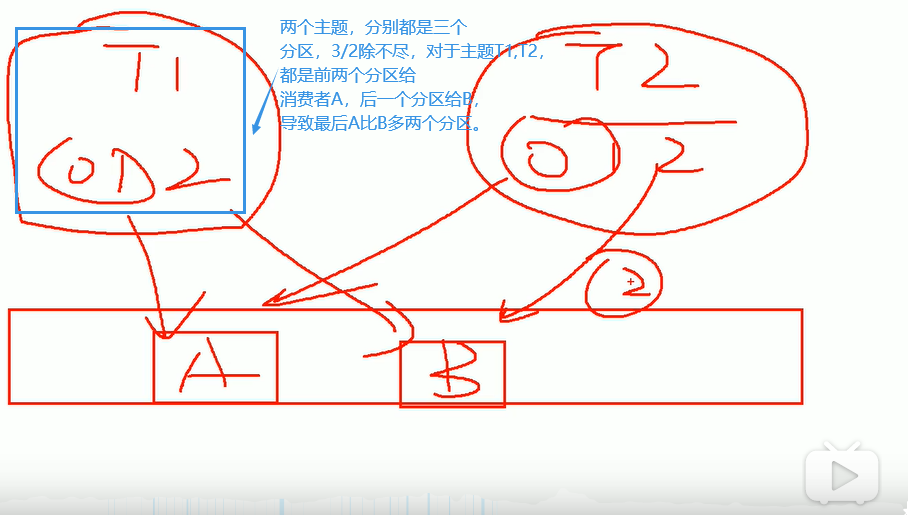 两个主题，分别都是三个
分区，3/2除不尽，对于主题T1,T2，
都是前两个分区给
消费者A，后一个分区给B，
导致最后A比B多两个分区。
T1
T2
0 1 2
0 1 2
2
A
B